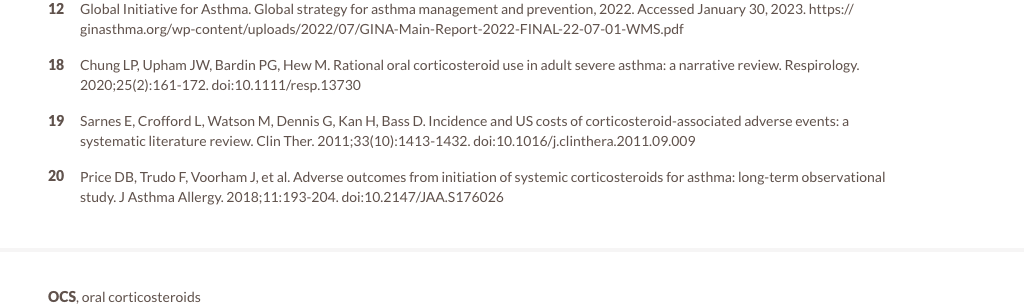 12 Global Initiative for Asthma. Global strategy for asthma management and prevention, 2022. Accessed January 30, 2023. https://
ginasthma.org/wp-content/uploads/2022/07/GINA-Main-Report-2022-FINAL-22-07-01-WMS.pdf
18 Chung LP, Upham JW, Bardin PG, Hew M. Rational oral corticosteroid use in adult severe asthma: a narrative review. Respirology.
2020;25(2):161-172. doi:10.1111/resp.13730
19 Sarnes E, Crofford L, Watson M, Dennis G, Kan H, Bass D. Incidence and US costs of corticosteroid-associated adverse events: a
systematic literature review. Clin Ther. 2011;33(10):1413-1432. doi:10.1016/j.clinthera.2011.09.009
20 Price DB, Trudo F, Voorham J, et al. Adverse outcomes from initiation of systemic corticosteroids for asthma: long-term observational
study. J Asthma Allergy. 2018;11:193-204. doi:10.2147/JAA.S176026
OCS, oral corticosteroids